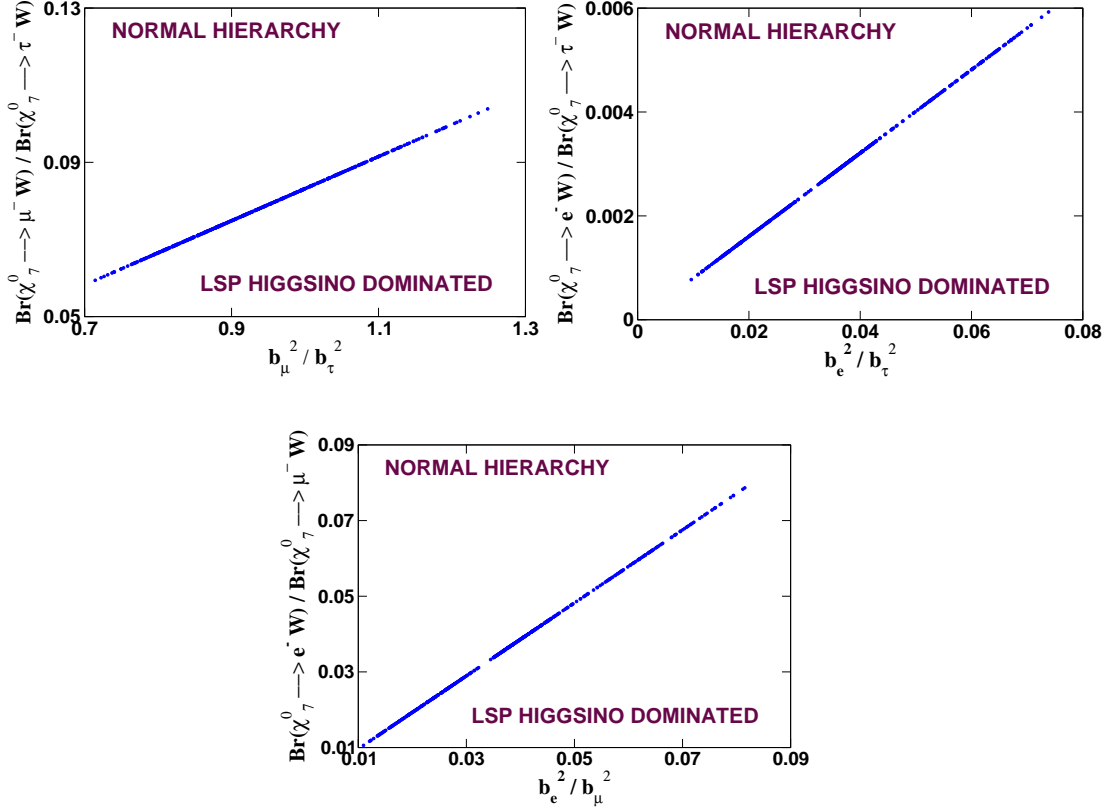 Br(χ⁰₇ —–> μ⁻ W) / Br(χ⁰₇ —–> τ⁻ W)
0.13
0.09
0.05
NORMAL HIERARCHY
LSP HIGGSINO DOMINATED
0.7 0.9 1.1 1.3
b_μ² / b_τ²
Br(χ⁰₇ —–> e⁻ W) / Br(χ⁰₇ —–> τ⁻ W)
0.006
0.004
0.002
0
NORMAL HIERARCHY
LSP HIGGSINO DOMINATED
0 0.02 0.04 0.06 0.08
b_e² / b_τ²
Br(χ⁰₇ —–> e⁻ W) / Br(χ⁰₇ —–> μ⁻ W)
0.09
0.07
0.05
0.03
0.01
NORMAL HIERARCHY
LSP HIGGSINO DOMINATED
0.01 0.03 0.05 0.07 0.09
b_e² / b_μ²